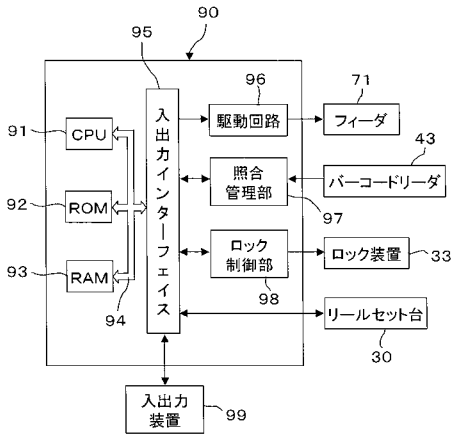 90
95
96
71
91
CPU
駆動回路
フィーダ
43
92
ROM
入出力インターフェイス
照合
管理部
バーコードリーダ
97
93
RAM
94
ロック
制御部
98
ロック装置
33
リールセット台
30
入出力
装置
99